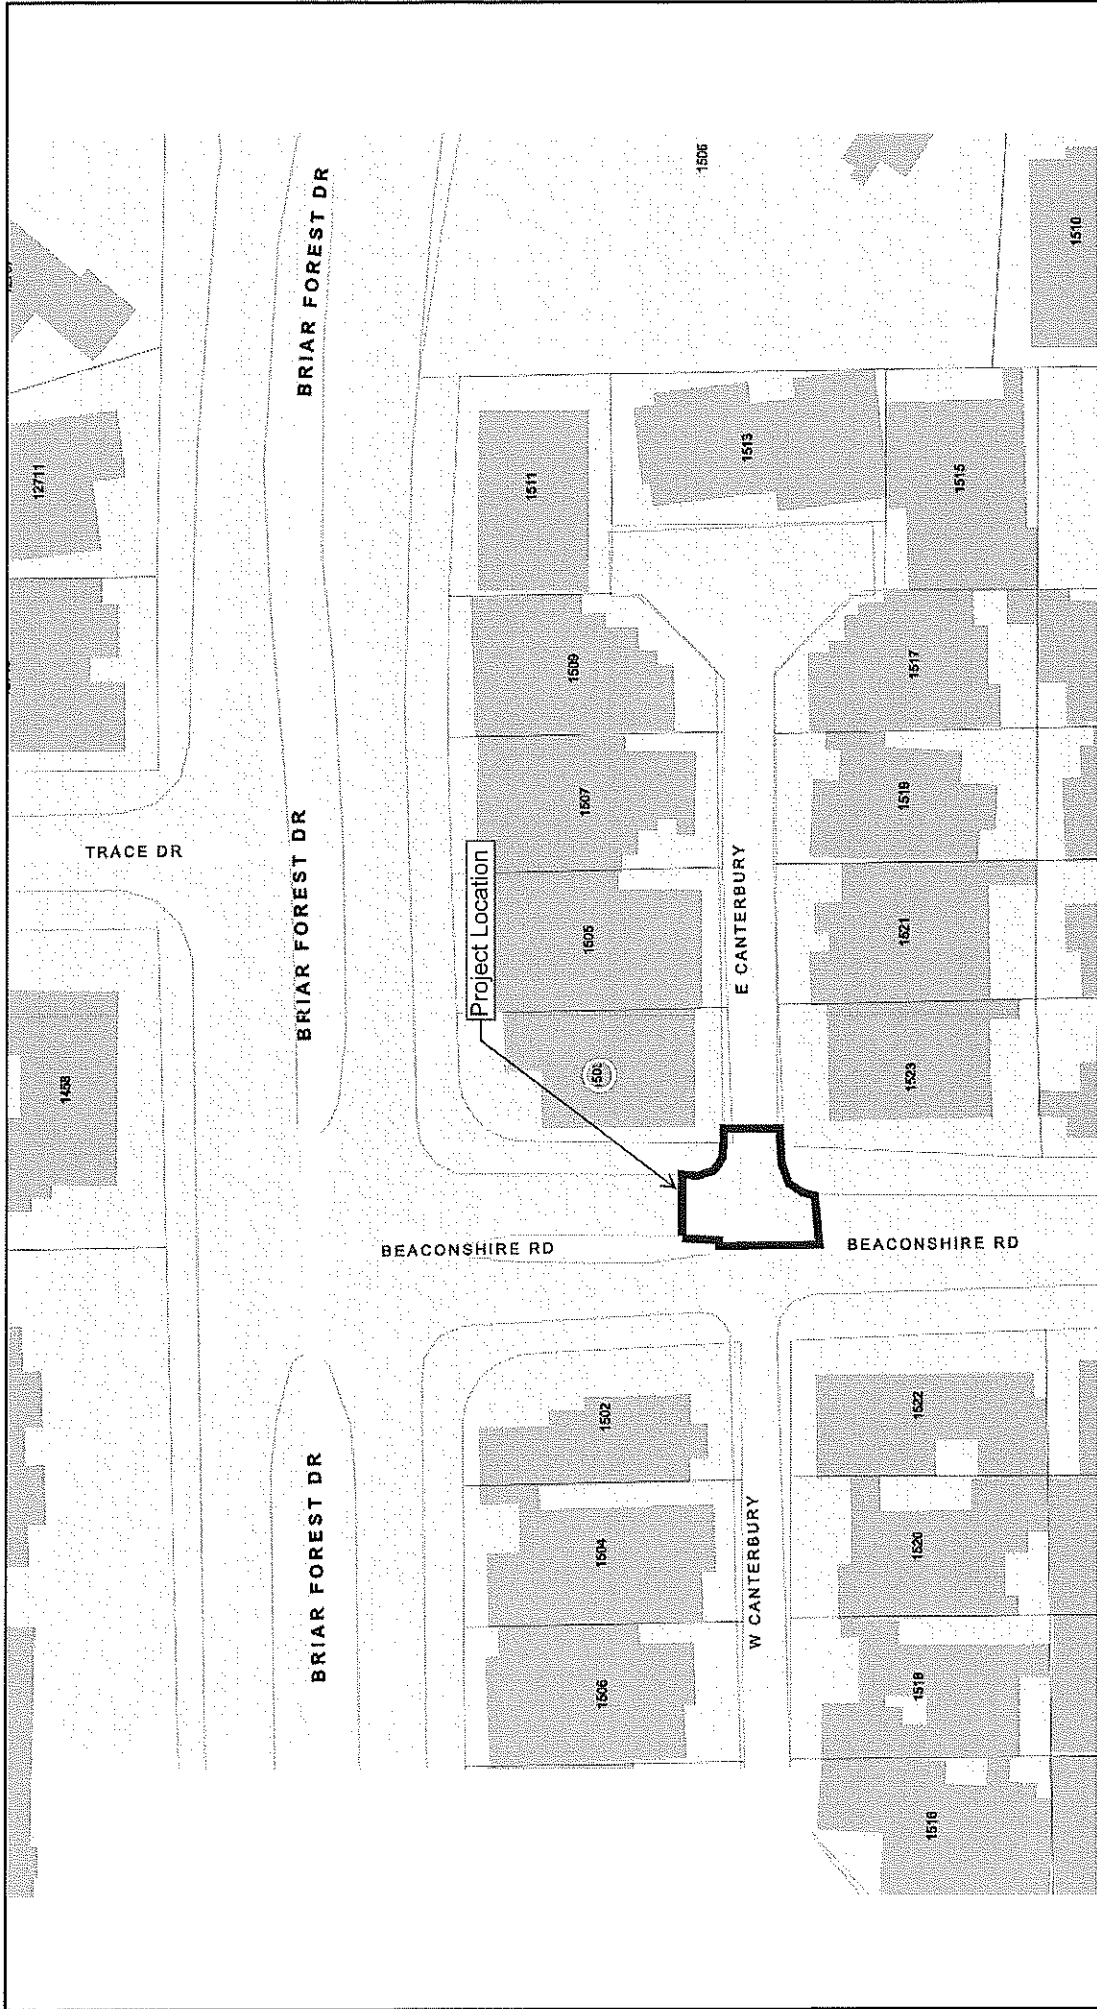 12711
BRIAR FOREST DR
1506
1510
1511
1513
1515
TRACE DR
1509
1517
BRIAR FOREST DR
1507
1519
Project Location
1505
E CANTERBURY
1521
1458
1523
BEACONSHIRE RD
BEACONSHIRE RD
1502
1522
BRIAR FOREST DR
1504
W CANTERBURY
1520
1506
1518
1516